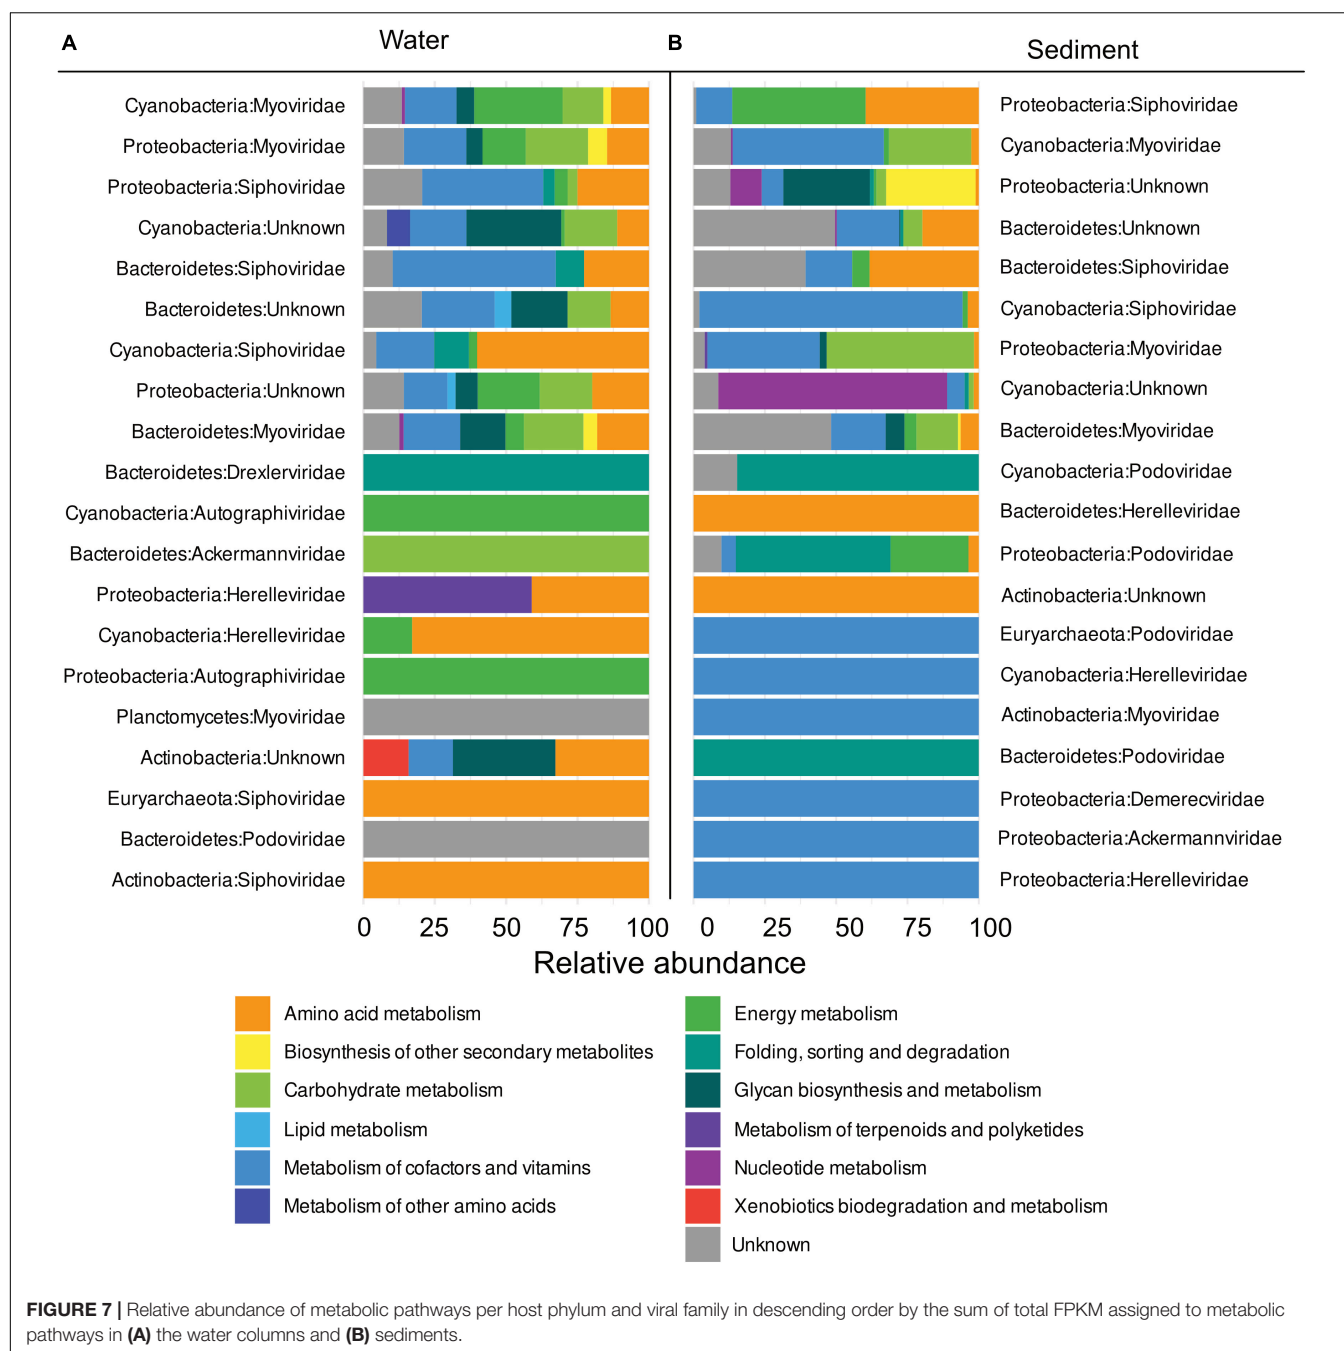 A
Water
B
Sediment
Cyanobacteria:Myoviridae
Proteobacteria:Myoviridae
Proteobacteria:Siphoviridae
Cyanobacteria:Unknown
Bacteroidetes:Siphoviridae
Bacteroidetes:Unknown
Cyanobacteria:Siphoviridae
Proteobacteria:Unknown
Bacteroidetes:Myoviridae
Bacteroidetes:Drexlerviridae
Cyanobacteria:Autographiviridae
Bacteroidetes:Ackermannviridae
Proteobacteria:Herelleviridae
Cyanobacteria:Herelleviridae
Proteobacteria:Autographiviridae
Planctomycetes:Myoviridae
Actinobacteria:Unknown
Euryarchaeota:Siphoviridae
Bacteroidetes:Podoviridae
Actinobacteria:Siphoviridae
Proteobacteria:Siphoviridae
Cyanobacteria:Myoviridae
Proteobacteria:Unknown
Bacteroidetes:Unknown
Bacteroidetes:Siphoviridae
Cyanobacteria:Siphoviridae
Proteobacteria:Myoviridae
Cyanobacteria:Unknown
Bacteroidetes:Myoviridae
Cyanobacteria:Podoviridae
Bacteroidetes:Herelleviridae
Proteobacteria:Podoviridae
Actinobacteria:Unknown
Euryarchaeota:Podoviridae
Cyanobacteria:Herelleviridae
Actinobacteria:Myoviridae
Bacteroidetes:Podoviridae
Proteobacteria:Demerecviridae
Proteobacteria:Ackermannviridae
Proteobacteria:Herelleviridae
0 25 50 75 100
0 25 50 75 100
Relative abundance
Amino acid metabolism
Biosynthesis of other secondary metabolites
Carbohydrate metabolism
Lipid metabolism
Metabolism of cofactors and vitamins
Metabolism of other amino acids
Energy metabolism
Folding, sorting and degradation
Glycan biosynthesis and metabolism
Metabolism of terpenoids and polyketides
Nucleotide metabolism
Xenobiotics biodegradation and metabolism
Unknown
FIGURE 7 | Relative abundance of metabolic pathways per host phylum and viral family in descending order by the sum of total FPKM assigned to metabolic
pathways in (A) the water columns and (B) sediments.